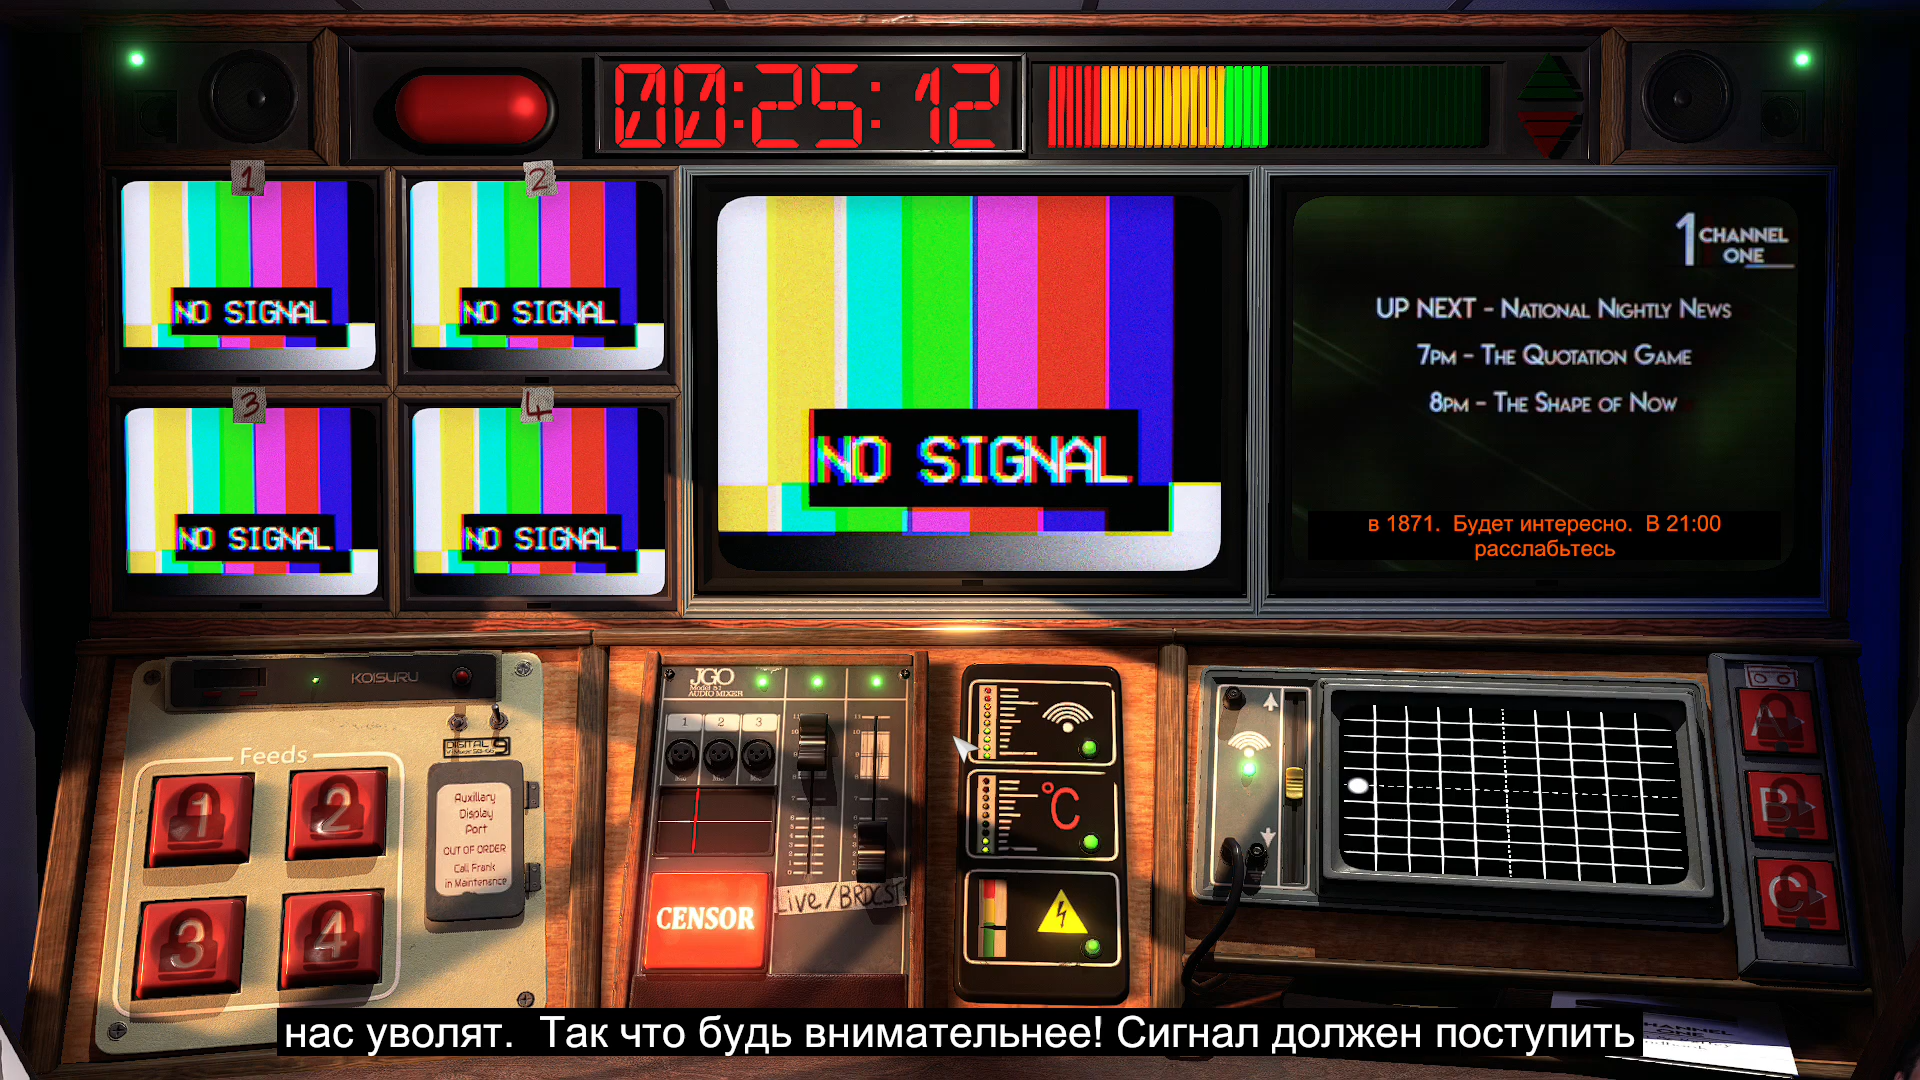 00:25:12
1
2
NO SIGNAL
NO SIGNAL
3
4
NO SIGNAL
NO SIGNAL
NO SIGNAL
1 CHANNEL
ONE
UP NEXT - NATIONAL NIGHTLY NEWS
7PM - THE QUOTATION GAME
8PM - THE SHAPE OF NOW
в 1871. Будет интересно. В 21:00
расслабьтесь
KOISURU
DIGITAL 9
Feeds
1
2
3
4
Auxillary
Display
Port
OUT OF ORDER
Call Frank
in Maintenance
JGO
Model 51
AUDIO MIXER
1 2 3
CENSOR
Live/BRDCST
°C
A
B
C
нас уволят. Так что будь внимательнее! Сигнал должен поступить
CHANNEL
ONE